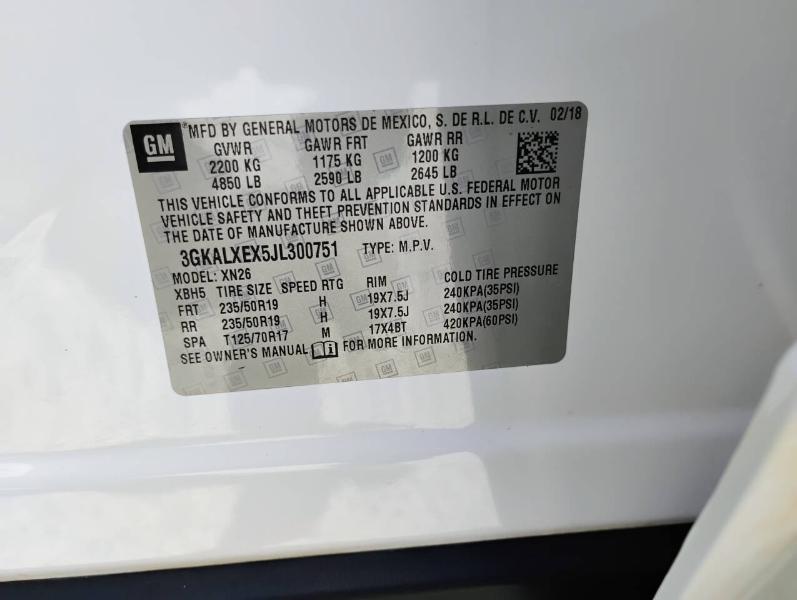 GM ®MFD BY GENERAL MOTORS DE MEXICO, S. DE R.L. DE C.V. 02/18
GVWR GAWR FRT GAWR RR
2200 KG 1175 KG 1200 KG
4850 LB 2590 LB 2645 LB
THIS VEHICLE CONFORMS TO ALL APPLICABLE U.S. FEDERAL MOTOR
VEHICLE SAFETY AND THEFT PREVENTION STANDARDS IN EFFECT ON
THE DATE OF MANUFACTURE SHOWN ABOVE.
3GKALXEX5JL300751 TYPE: M.P.V.
MODEL: XN26
XBH5 TIRE SIZE SPEED RTG RIM COLD TIRE PRESSURE
FRT 235/50R19 H 19X7.5J 240KPA(35PSI)
RR 235/50R19 H 19X7.5J 240KPA(35PSI)
SPA T125/70R17 M 17X4BT 420KPA(60PSI)
SEE OWNER'S MANUAL FOR MORE INFORMATION.